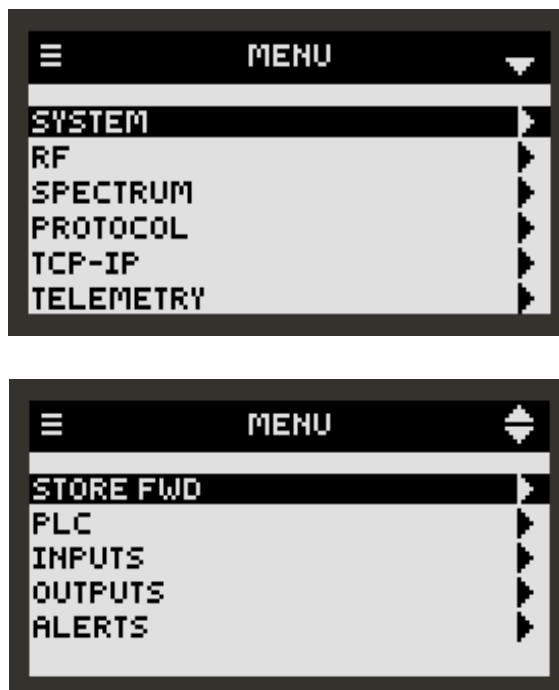 MENU
SYSTEM
RF
SPECTRUM
PROTOCOL
TCP-IP
TELEMETRY
MENU
STORE FWD
PLC
INPUTS
OUTPUTS
ALERTS